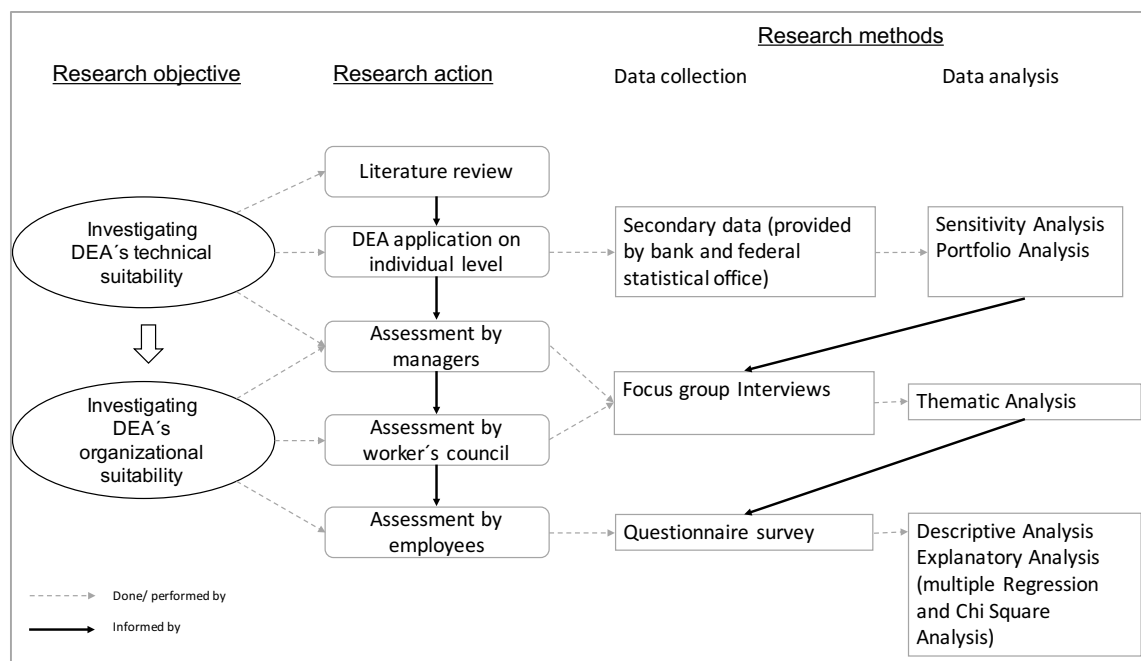 Research methods
Research objective
Research action
Data collection
Data analysis
Literature review
Investigating
DEA´s technical
suitability
DEA application on
individual level
Secondary data (provided
by bank and federal
statistical office)
Sensitivity Analysis
Portfolio Analysis
Assessment by
managers
Focus group Interviews
Thematic Analysis
Investigating
DEA´s
organizational
suitability
Assessment by
worker´s council
Assessment by
employees
Questionnaire survey
Descriptive Analysis
Explanatory Analysis
(multiple Regression
and Chi Square
Analysis)
Done/ performed by
Informed by